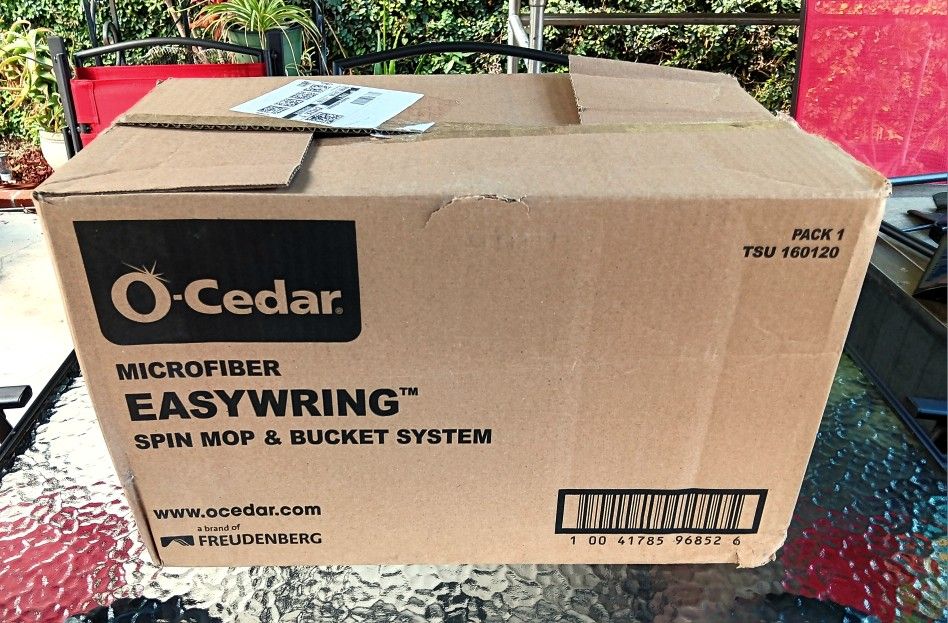 PACK 1
TSU 160120
O-Cedar®
MICROFIBER
EASYWRING™
SPIN MOP & BUCKET SYSTEM
www.ocedar.com
a brand of
FREUDENBERG
1 00 41785 96852 6